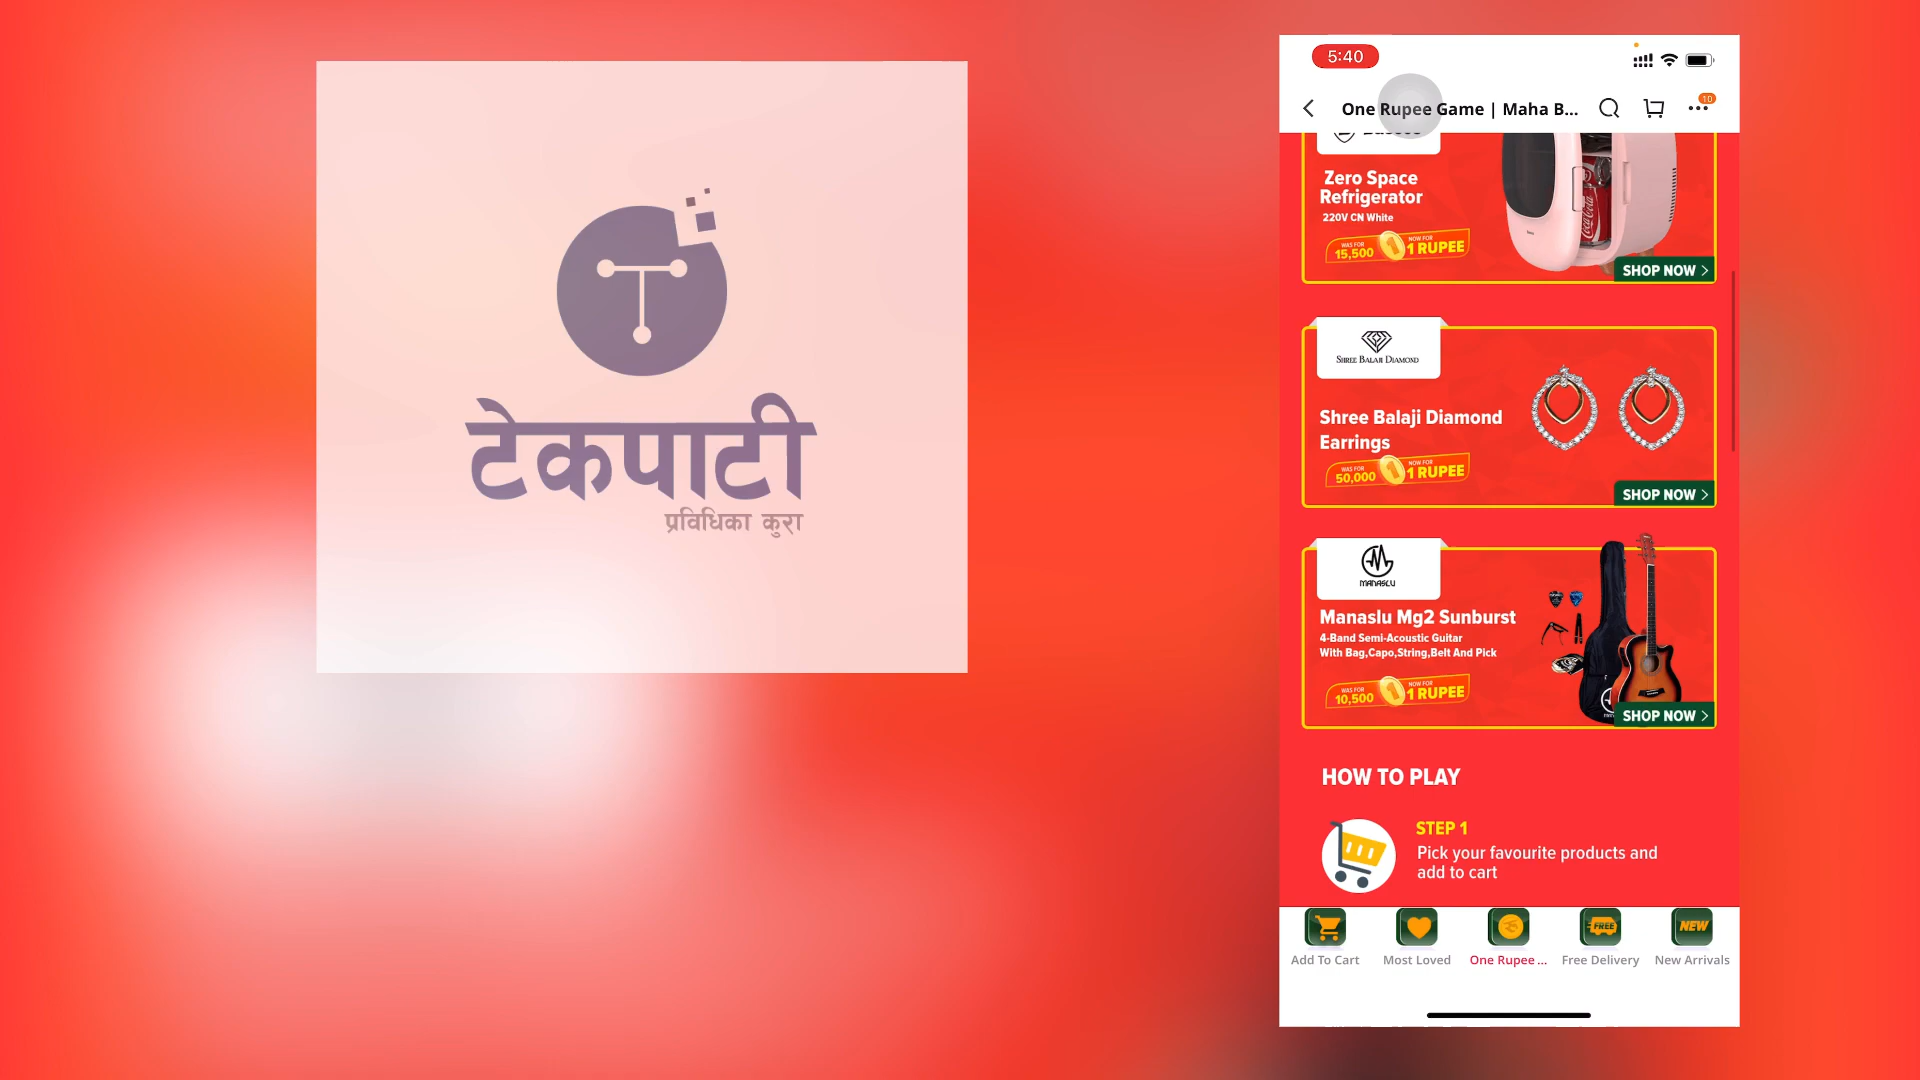 टेकपाटी
प्रविधिका कुरा
5:40
One Rupee Game | Maha B...
10
Zero Space
Refrigerator
220V CN White
WAS FOR
15,500
NOW FOR
1 RUPEE
Coca-Cola
SHOP NOW >
SHREE BALAJI DIAMOND
Shree Balaji Diamond
Earrings
WAS FOR
50,000
NOW FOR
1 RUPEE
SHOP NOW >
MANASLU
Manaslu Mg2 Sunburst
4-Band Semi-Acoustic Guitar
With Bag,Capo,String,Belt And Pick
WAS FOR
10,500
NOW FOR
1 RUPEE
SHOP NOW >
HOW TO PLAY
STEP 1
Pick your favourite products and
add to cart
FREE
NEW
Add To Cart
Most Loved
One Rupee ...
Free Delivery
New Arrivals